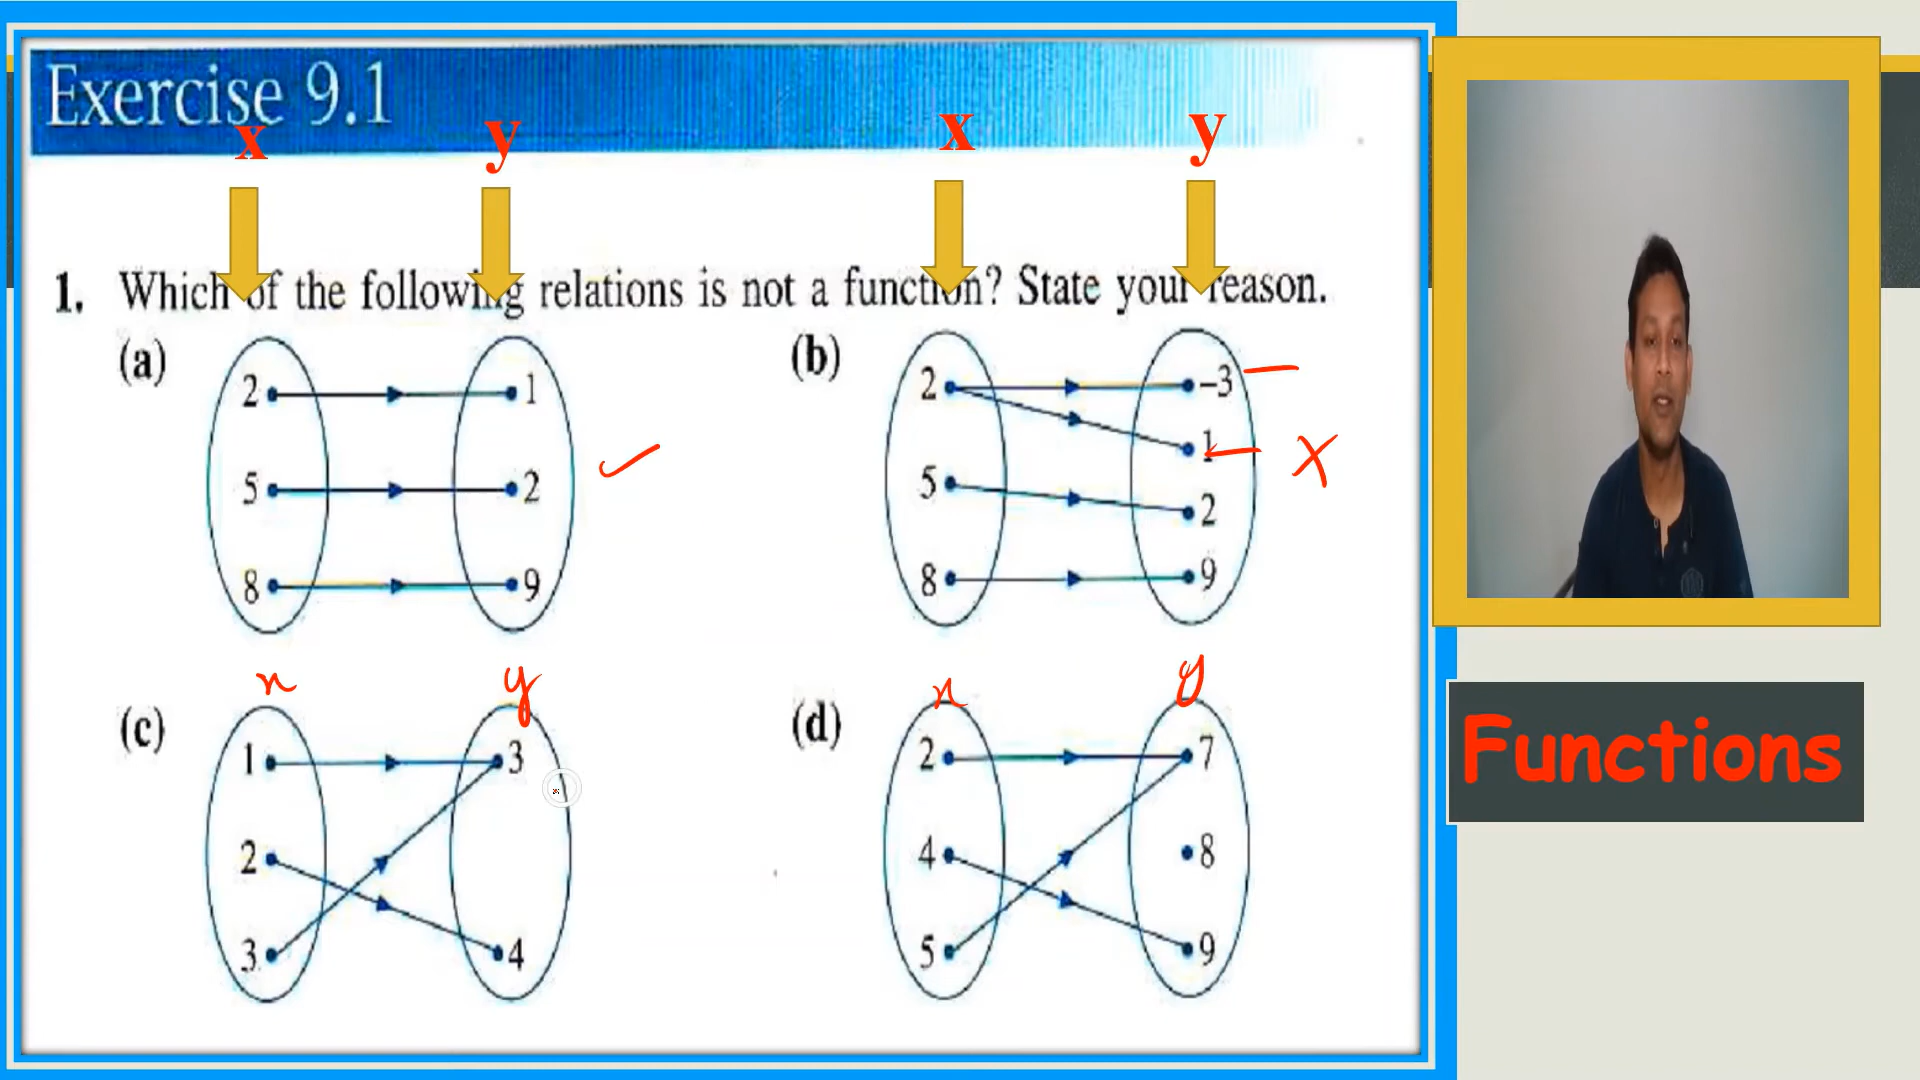 Exercise 9.1
x y x y
1. Which of the following relations is not a function? State your reason.
(a) (b)
2 1 2 –3 –
1 X
5 2 5 2
8 9 8 9
x y x y
(c) (d)
1 3 2 7
2 4 8
3 4 5 9
Functions